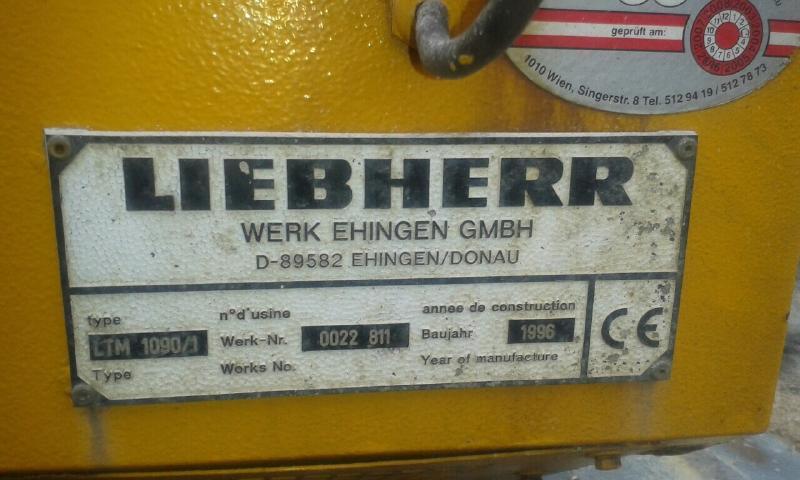 geprüft am:
1010 Wien, Singerstr. 8 Tel. 512 94 19 / 512 78 73
LIEBHERR
WERK EHINGEN GMBH
D-89582 EHINGEN/DONAU
type
LTM 1090/1
Type
n°d'usine
Werk-Nr. 0022 811
Works No.
annee de construction
Baujahr 1996
Year of manufacture
CE